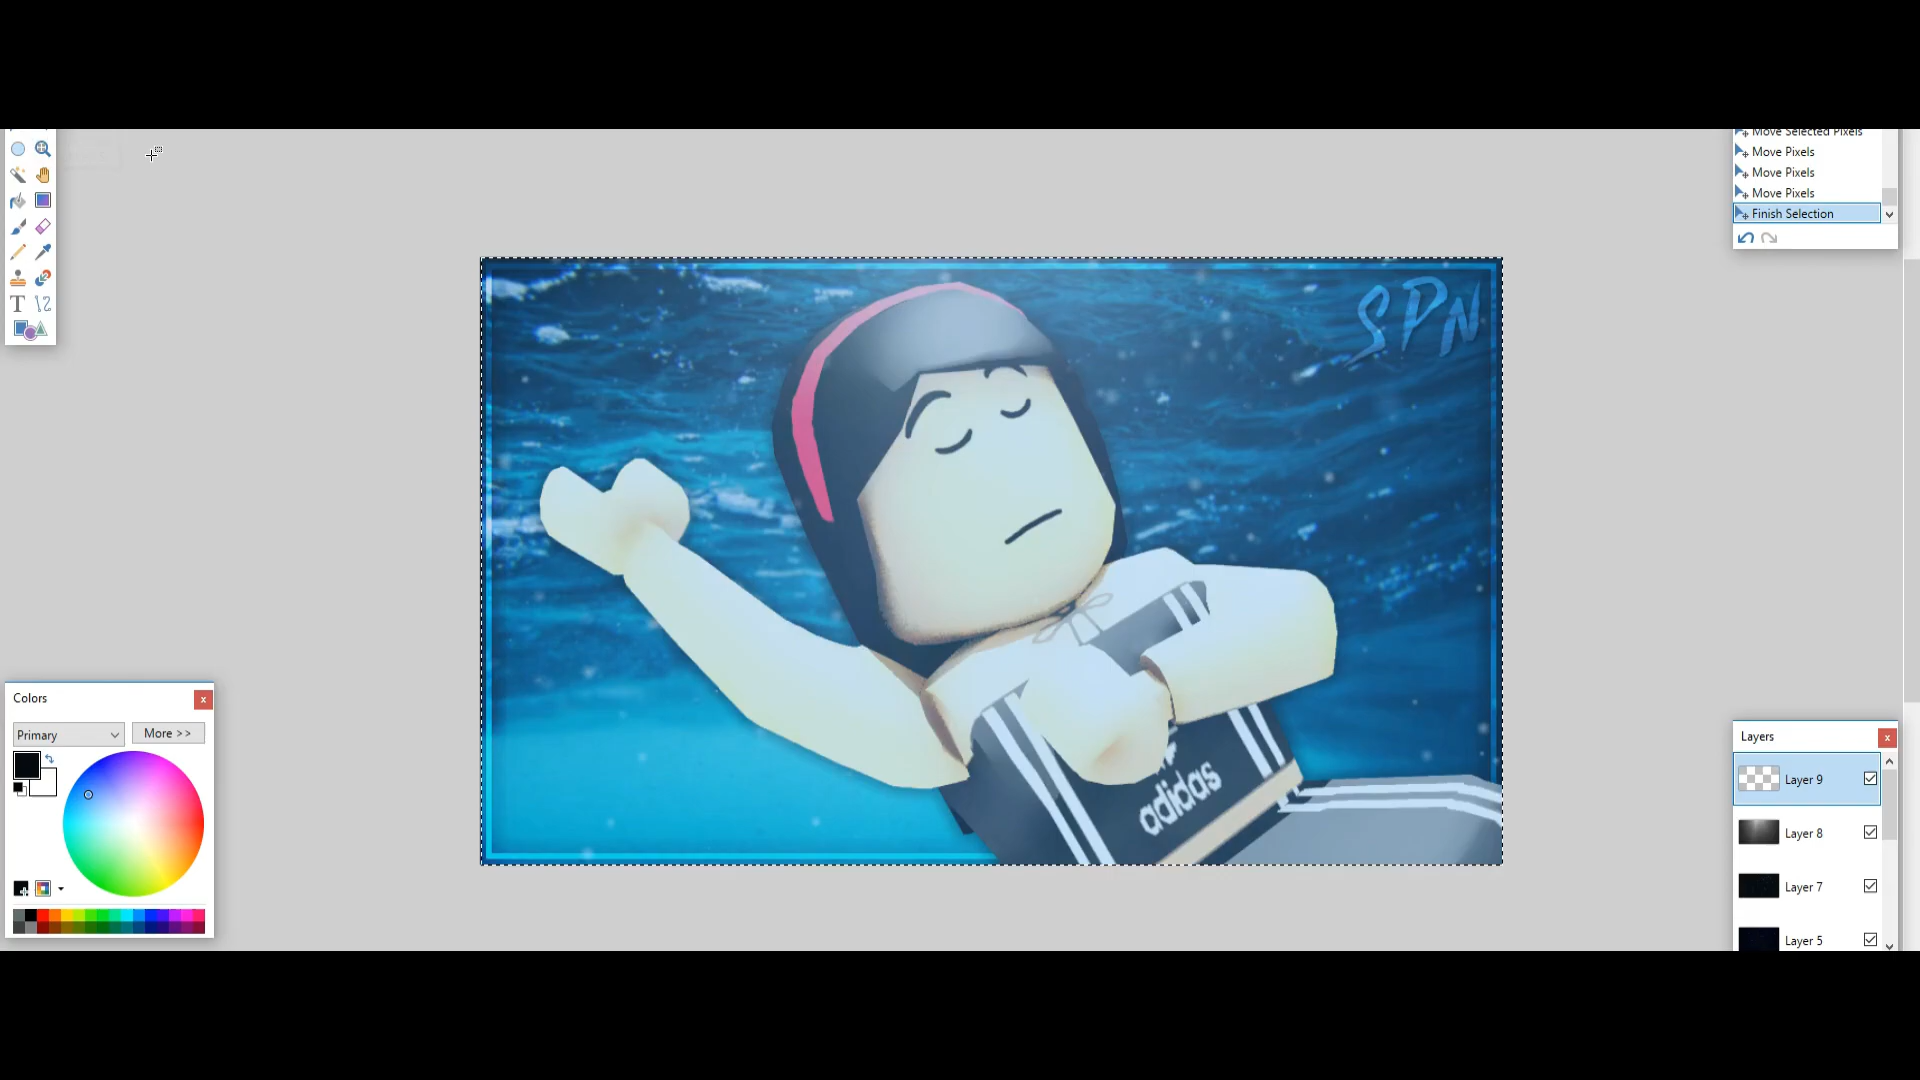 Move Selected Pixels
Move Pixels
Move Pixels
Move Pixels
Finish Selection
SPN
adidas
Colors
Primary
More >>
Layers
Layer 9
Layer 8
Layer 7
Layer 5